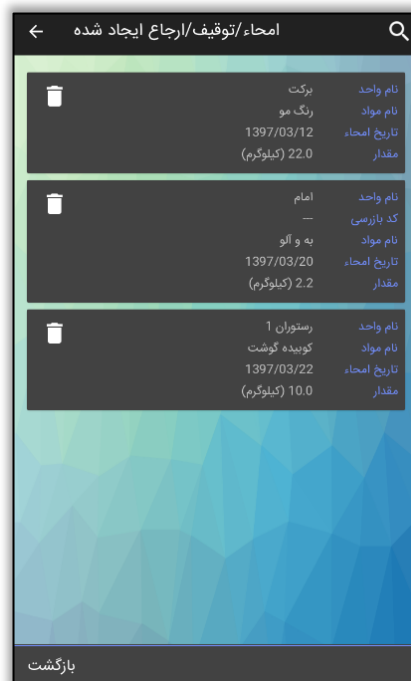 امحاء/توقیف/ارجاع ایجاد شده
نام واحد برکت
نام مواد رنگ مو
تاریخ امحاء 1397/03/12
مقدار 22.0 (کیلوگرم)
نام واحد امام
کد بازرسی ---
نام مواد به و آلو
تاریخ امحاء 1397/03/20
مقدار 2.2 (کیلوگرم)
نام واحد رستوران 1
نام مواد کوبیده گوشت
تاریخ امحاء 1397/03/22
مقدار 10.0 (کیلوگرم)
بازگشت